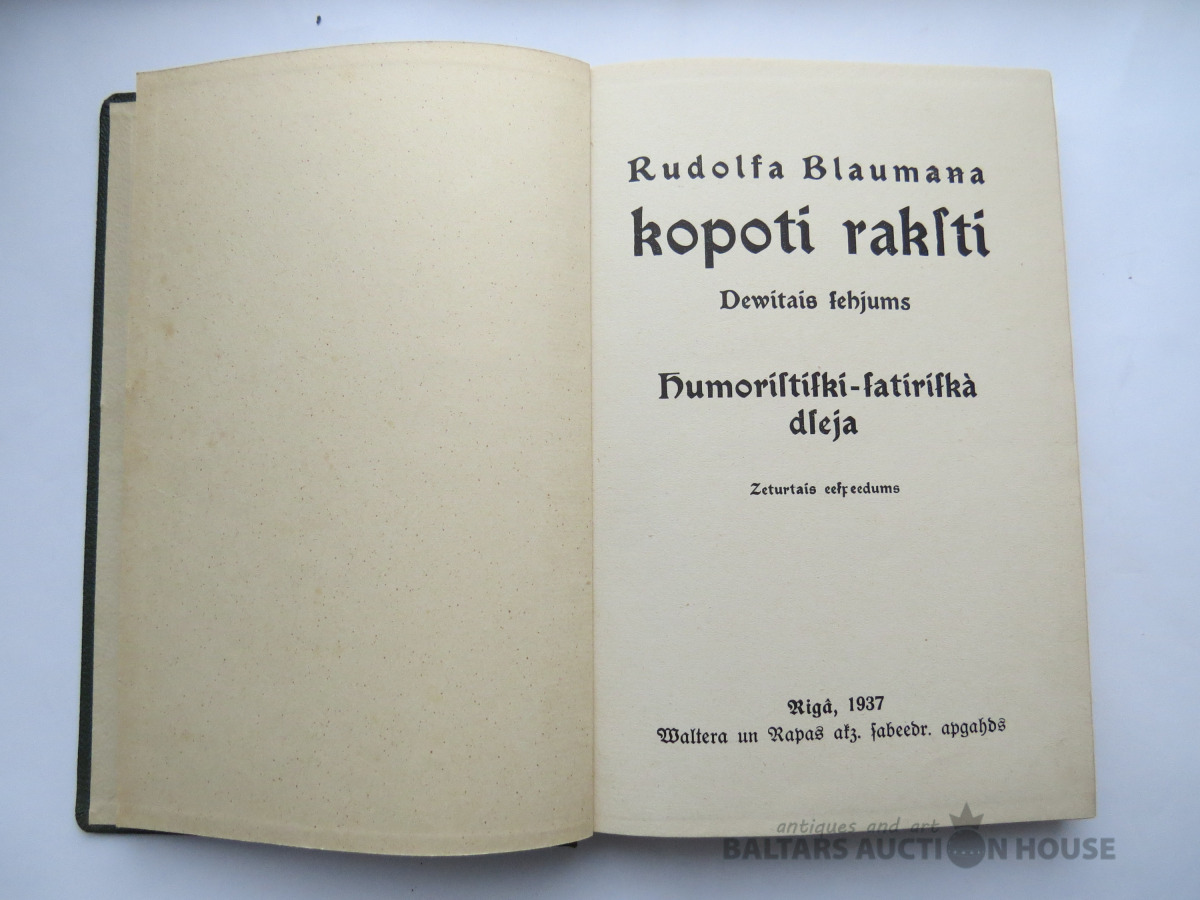 Rudolfa Blaumaņa
kopoti rakſti
Dewitais ſehjums
Humoriſtiſki-ſatiriſkà
dſeja
Zeturtais eeſpeedums
Rigâ, 1937
Waltera un Rapas akz. ſabeedr. apgahds
antiques and art
BALTARS AUCTION HOUSE